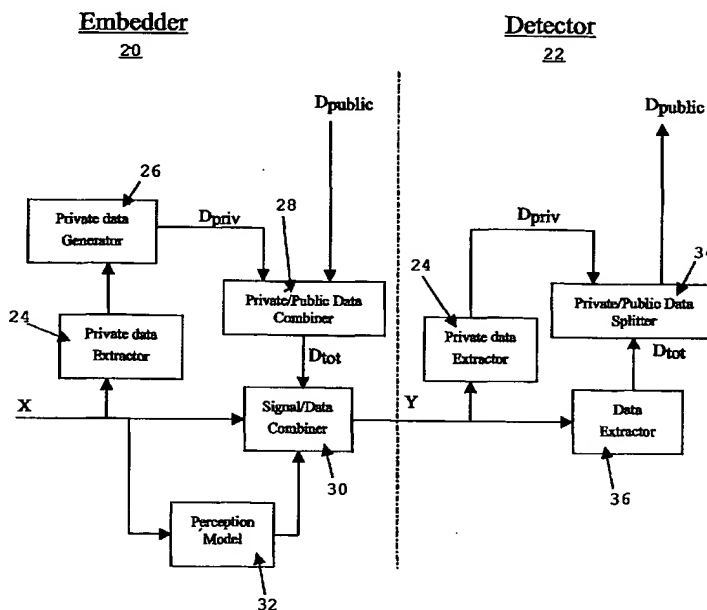 Embedder
20
Detector
22
Dpublic
Dpublic
26
Private data
Generator
Dpriv
28
Dpriv
24
34
Private/Public Data
Combiner
Private/Public Data
Splitter
24
Private data
Extractor
Private data
Extractor
Dtot
Dtot
X
Signal/Data
Combiner
Y
Data
Extractor
30
36
Perception
Model
32